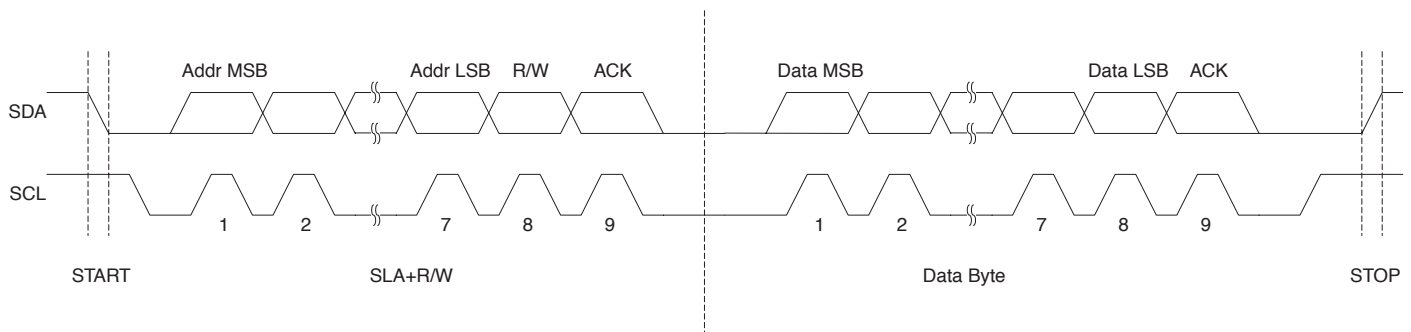 Addr MSB Addr LSB R/W ACK Data MSB Data LSB ACK
SDA
SCL
1 2 7 8 9 1 2 7 8 9
START SLA+R/W Data Byte STOP